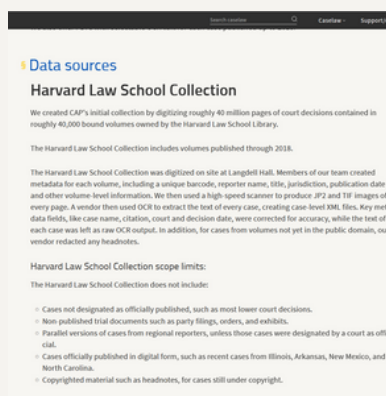 Search caselaw
Caselaw
Support/
§ Data sources
Harvard Law School Collection
We created CAP's initial collection by digitizing roughly 40 million pages of court decisions contained in
roughly 40,000 bound volumes owned by the Harvard Law School Library.
The Harvard Law School Collection includes volumes published through 2018.
The Harvard Law School Collection was digitized on site at Langdell Hall. Members of our team created
metadata for each volume, including a unique barcode, reporter name, title, jurisdiction, publication date
and other volume-level information. We then used a high-speed scanner to produce JP2 and TIF images of
every page. A vendor then used OCR to extract the text of every case, creating case-level XML files. Key met
data fields, like case name, citation, court and decision date, were corrected for accuracy, while the text of
each case was left as raw OCR output. In addition, for cases from volumes not yet in the public domain, ou
vendor redacted any headnotes.
Harvard Law School Collection scope limits:
The Harvard Law School Collection does not include:
Cases not designated as officially published, such as most lower court decisions.
Non-published trial documents such as party filings, orders, and exhibits.
Parallel versions of cases from regional reporters, unless those cases were designated by a court as offi
cial.
Cases officially published in digital form, such as recent cases from Illinois, Arkansas, New Mexico, and
North Carolina.
Copyrighted material such as headnotes, for cases still under copyright.